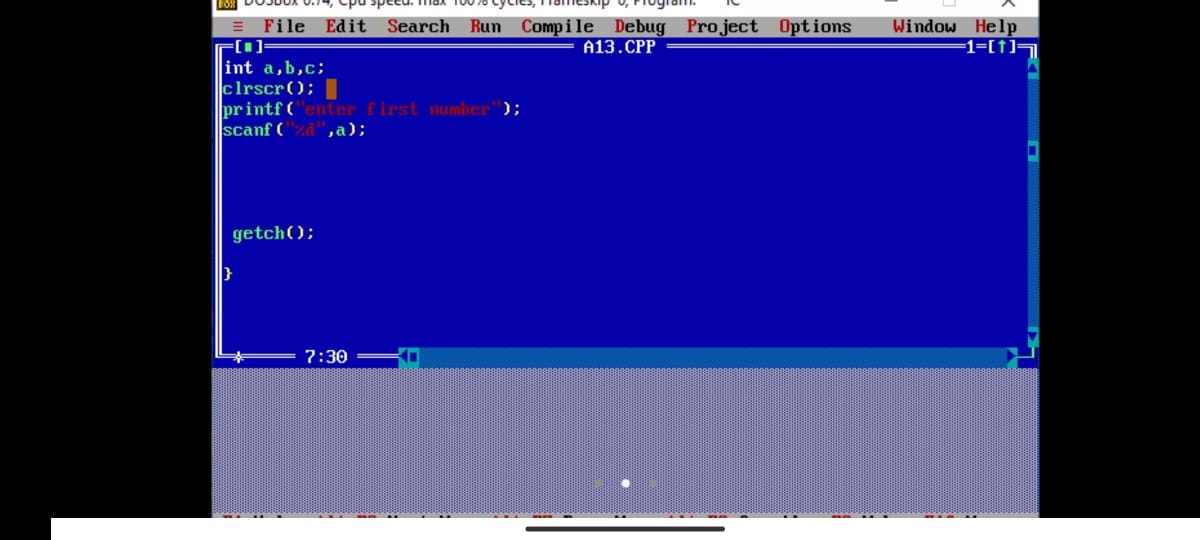 DOSBox 0.74, Cpu speed: max 100% cycles, Frameskip 0, Program: TC
≡ File Edit Search Run Compile Debug Project Options Window Help
[■] A13.CPP 1=[↑]
int a,b,c;
clrscr();
printf("enter first number");
scanf("%d",a);
getch();
}
7:30